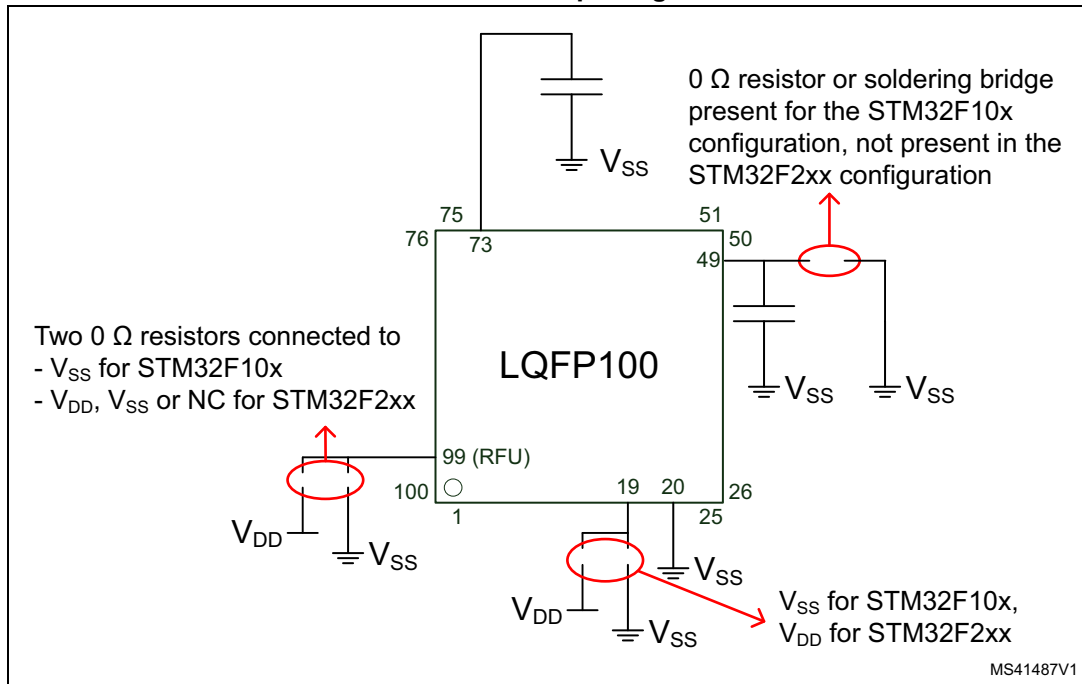 0 Ω resistor or soldering bridge
present for the STM32F10x
configuration, not present in the
STM32F2xx configuration
VSS
75
51
76
73
50
49
Two 0 Ω resistors connected to
- VSS for STM32F10x
- VDD, VSS or NC for STM32F2xx
LQFP100
VSS
VSS
99 (RFU)
100
19
20
26
1
25
VDD
VSS
VSS
VDD
VSS
VSS for STM32F10x,
VDD for STM32F2xx
MS41487V1